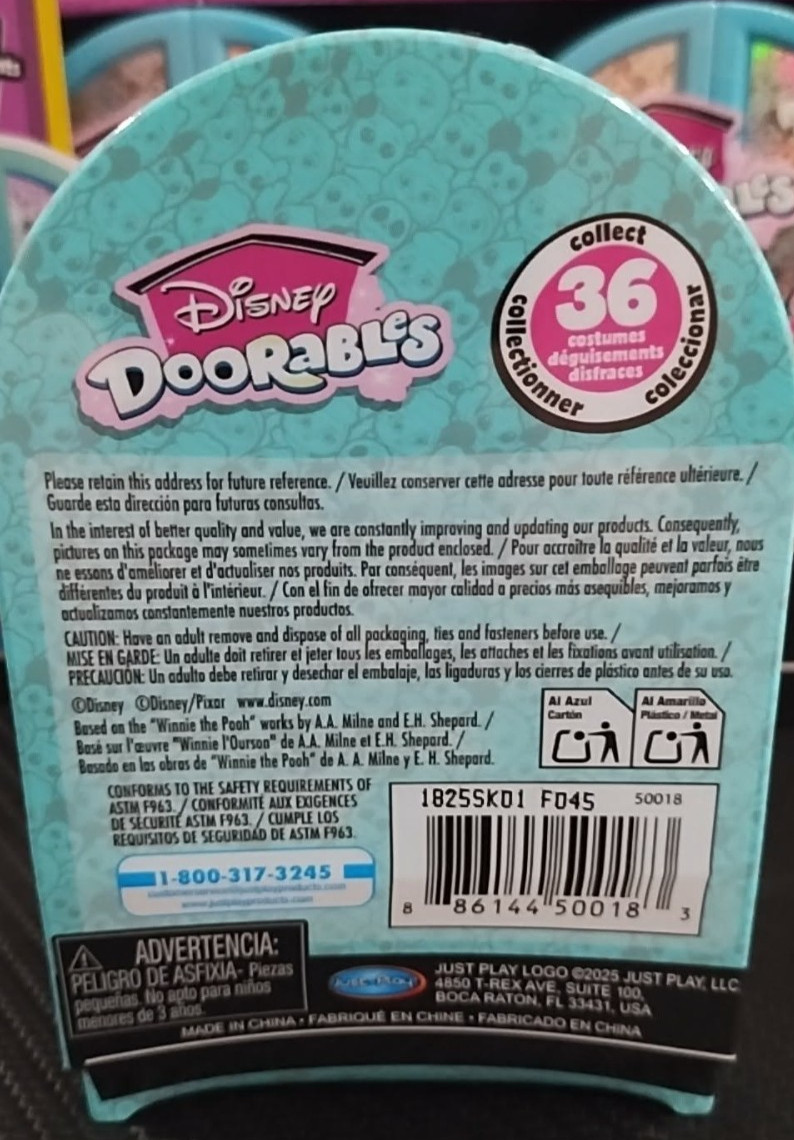 Disney
Doorables
collect
36
costumes
déguisements
disfraces
collectionner
coleccionar
Please retain this address for future reference. / Veuillez conserver cette adresse pour toute référence ultérieure. /
Guarde esta dirección para futuras consultas.
In the interest of better quality and value, we are constantly improving and updating our products. Consequently,
pictures on this package may sometimes vary from the product enclosed. / Pour accroître la qualité et la valeur, nous
ne essons d'améliorer et d'actualiser nos produits. Par conséquent, les images sur cet emballage peuvent parfois être
différentes du produit à l'intérieur. / Con el fin de ofrecer mayor calidad a precios más asequibles, mejoramos y
actualizamos constantemente nuestros productos.
CAUTION: Have an adult remove and dispose of all packaging, ties and fasteners before use. /
MISE EN GARDE: Un adulte doit retirer et jeter tous les emballages, les attaches et les fixations avant utilisation. /
PRECAUCIÓN: Un adulto debe retirar y desechar el embalaje, las ligaduras y los cierres de plástico antes de su uso.
©Disney ©Disney/Pixar www.disney.com
Based on the "Winnie the Pooh" works by A.A. Milne and E.H. Shepard. /
Basé sur l'œuvre "Winnie l'Ourson" de A.A. Milne et E.H. Shepard. /
Basado en las obras de "Winnie the Pooh" de A. A. Milne y E. H. Shepard.
Al Azul
Cartón
Al Amarillo
Plástico / Metal
CONFORMS TO THE SAFETY REQUIREMENTS OF
ASTM F963. / CONFORMITÉ AUX EXIGENCES
DE SÉCURITÉ ASTM F963. / CUMPLE LOS
REQUISITOS DE SEGURIDAD DE ASTM F963.
1825SK01 F045 50018
8 86144 50018 3
1-800-317-3245
ADVERTENCIA:
PELIGRO DE ASFIXIA- Piezas
pequeñas. No apto para niños
menores de 3 años.
Just Play
JUST PLAY LOGO ©2025 JUST PLAY, LLC
4850 T-REX AVE, SUITE 100,
BOCA RATON, FL 33431, USA
MADE IN CHINA • FABRIQUÉ EN CHINE • FABRICADO EN CHINA